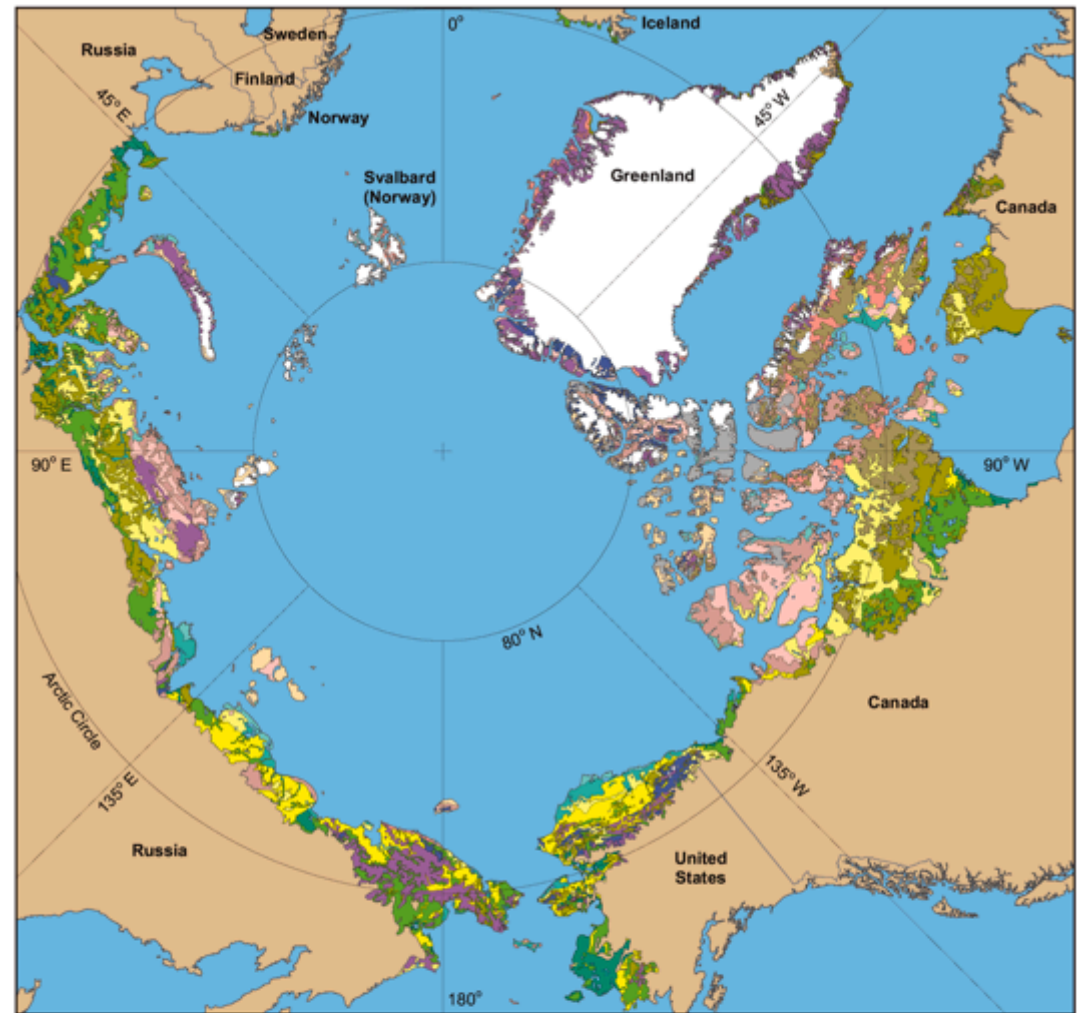 Iceland
Sweden
0°
Russia
Finland
45° E
45° W
Norway
Svalbard
(Norway)
Greenland
Canada
90° E
90° W
80° N
Arctic Circle
Canada
135° E
135° W
Russia
United
States
180°